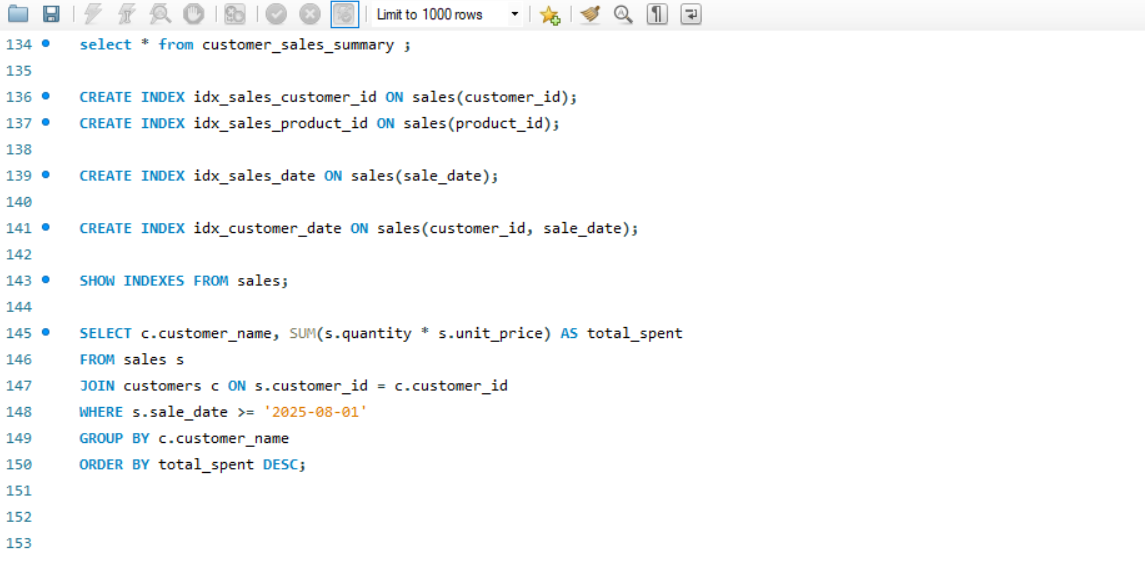 Limit to 1000 rows
134 select * from customer_sales_summary ;
135
136 CREATE INDEX idx_sales_customer_id ON sales(customer_id);
137 CREATE INDEX idx_sales_product_id ON sales(product_id);
138
139 CREATE INDEX idx_sales_date ON sales(sale_date);
140
141 CREATE INDEX idx_customer_date ON sales(customer_id, sale_date);
142
143 SHOW INDEXES FROM sales;
144
145 SELECT c.customer_name, SUM(s.quantity * s.unit_price) AS total_spent
146 FROM sales s
147 JOIN customers c ON s.customer_id = c.customer_id
148 WHERE s.sale_date >= '2025-08-01'
149 GROUP BY c.customer_name
150 ORDER BY total_spent DESC;
151
152
153